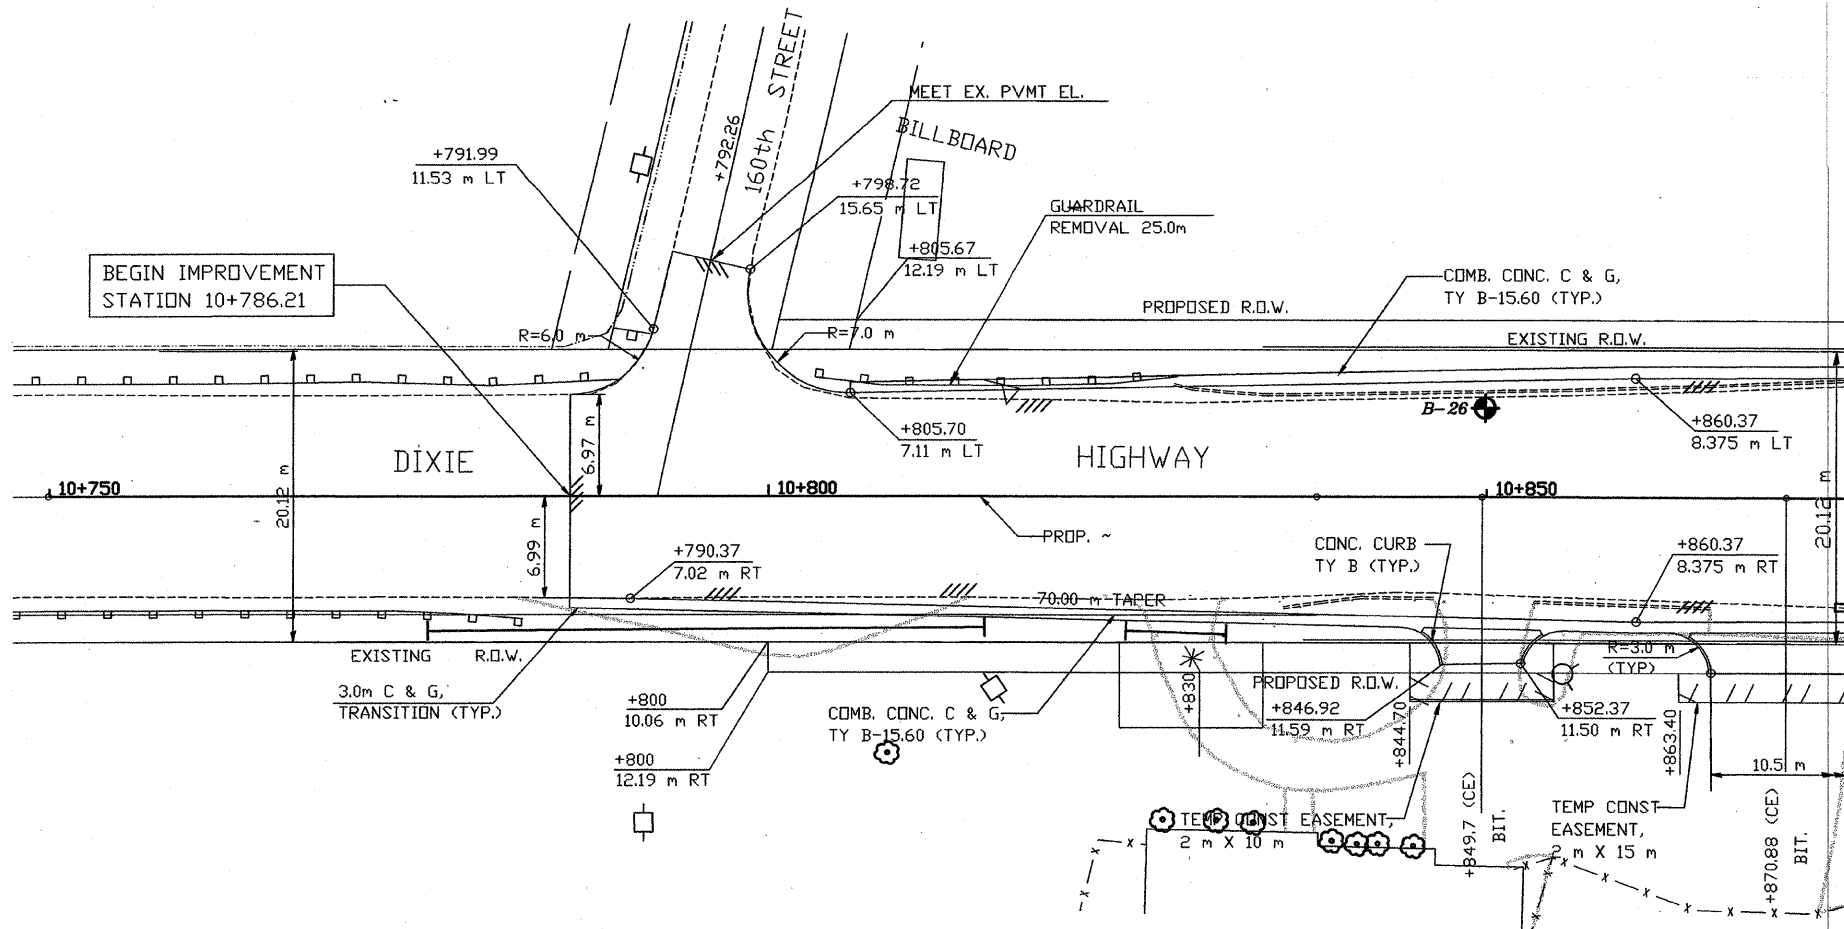 160th STREET
+792.26
MEET EX. PVMT EL.
BILLBOARD
+791.99
11.53 m LT
+798.72
15.65 m LT
GUARDRAIL
REMOVAL 25.0m
+805.67
12.19 m LT
BEGIN IMPROVEMENT
STATION 10+786.21
COMB. CONC. C & G,
TY B-15.60 (TYP.)
PROPOSED R.O.W.
R=6.0 m
R=7.0 m
EXISTING R.O.W.
B-26
+860.37
8.375 m LT
+805.70
7.11 m LT
6.97 m
DIXIE
HIGHWAY
10+750
10+800
10+850
20.12 m
20.12 m
6.99 m
PROP. ~
CONC. CURB
TY B (TYP.)
+860.37
8.375 m RT
+790.37
7.02 m RT
70.00 m TAPER
EXISTING R.O.W.
R=3.0 m
(TYP)
3.0m C & G,
TRANSITION (TYP.)
+800
10.06 m RT
COMB. CONC. C & G,
TY B-15.60 (TYP.)
+830
PROPOSED R.O.W.
+846.92
11.59 m RT
+844.70
+852.37
11.50 m RT
+863.40
+800
12.19 m RT
10.5 m
TEMP CONST EASEMENT,
2 m X 10 m
+849.7 (CE)
BIT.
TEMP CONST
EASEMENT,
2 m X 15 m
+870.88 (CE)
BIT.